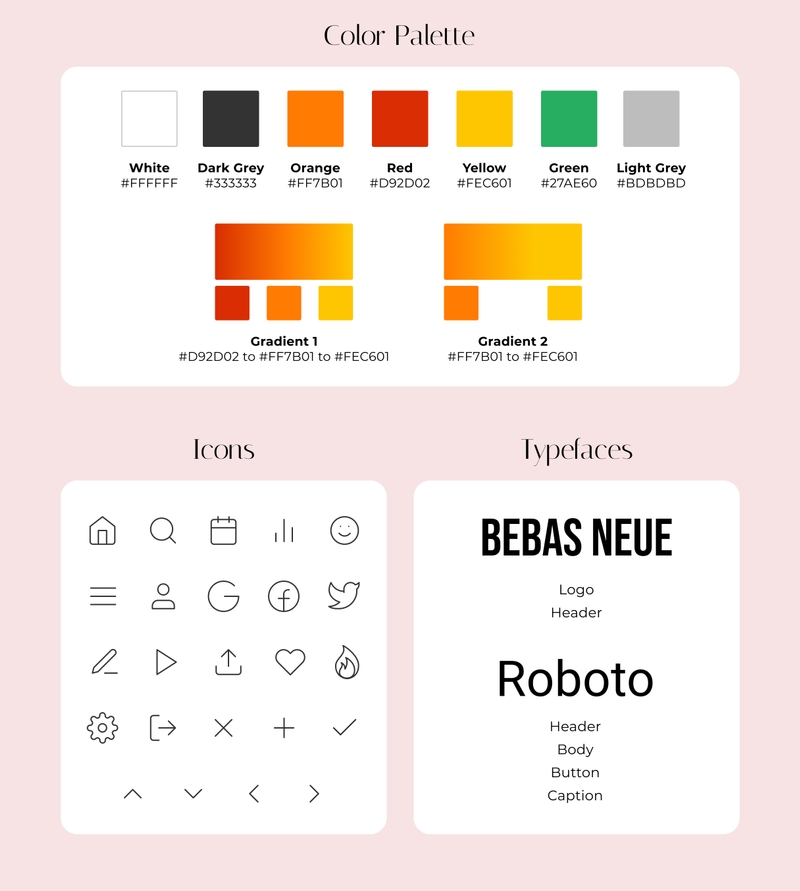 Color Palette
White
#FFFFFF
Dark Grey
#333333
Orange
#FF7B01
Red
#D92D02
Yellow
#FEC601
Green
#27AE60
Light Grey
#BDBDBD
Gradient 1
#D92D02 to #FF7B01 to #FEC601
Gradient 2
#FF7B01 to #FEC601
Icons
Typefaces
BEBAS NEUE
Logo
Header
Roboto
Header
Body
Button
Caption